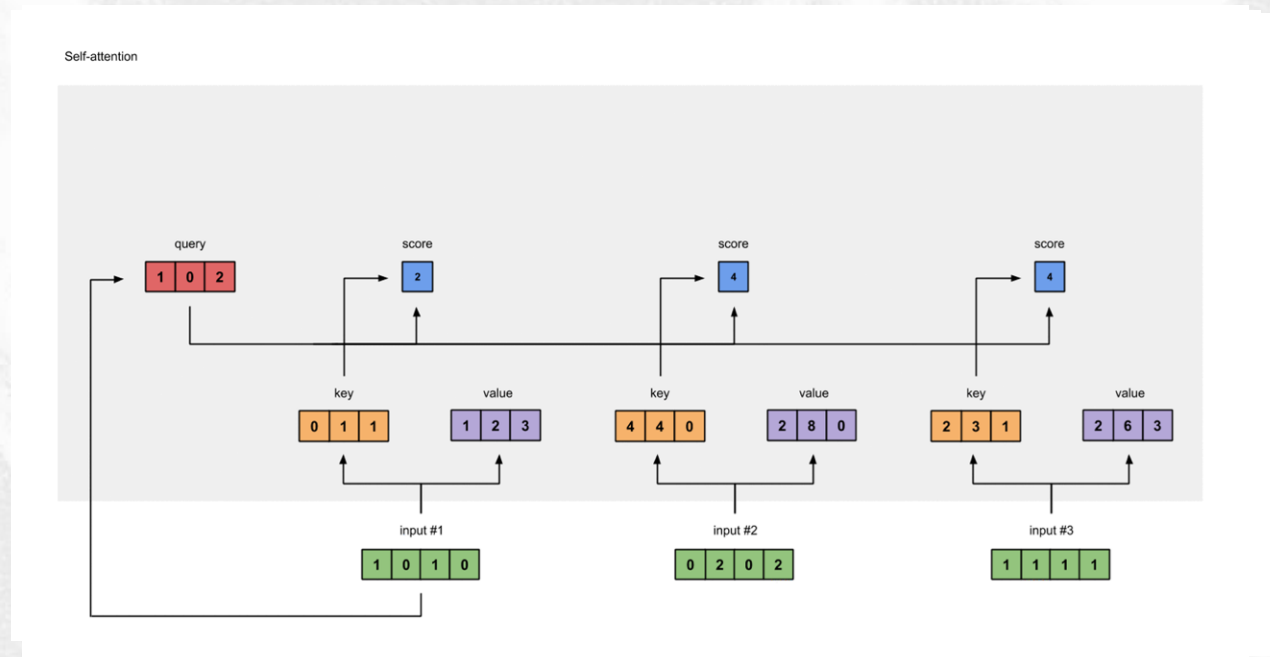 Self-attention
query score score score
1 0 2 2 4 4
key value key value key value
0 1 1 1 2 3 4 4 0 2 8 0 2 3 1 2 6 3
input #1 input #2 input #3
1 0 1 0 0 2 0 2 1 1 1 1